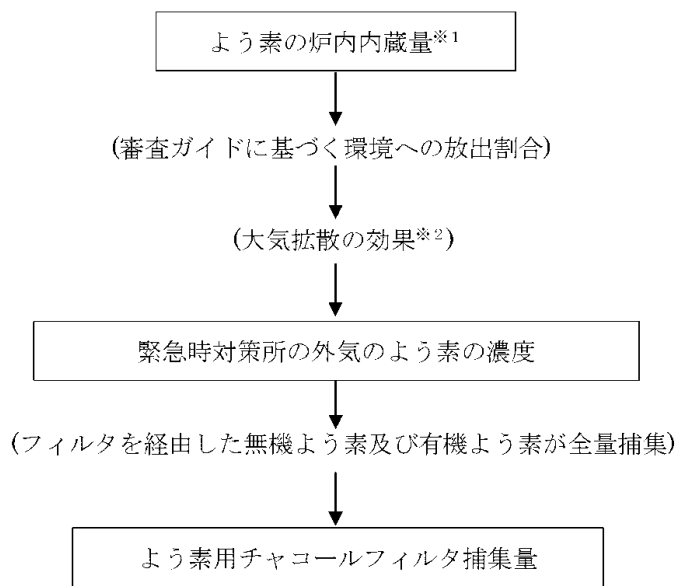 よう素の炉内内蔵量※1
(審査ガイドに基づく環境への放出割合)
(大気拡散の効果※2)
緊急時対策所の外気のよう素の濃度
(フィルタを経由した無機よう素及び有機よう素が全量捕集)
よう素用チャコールフィルタ捕集量